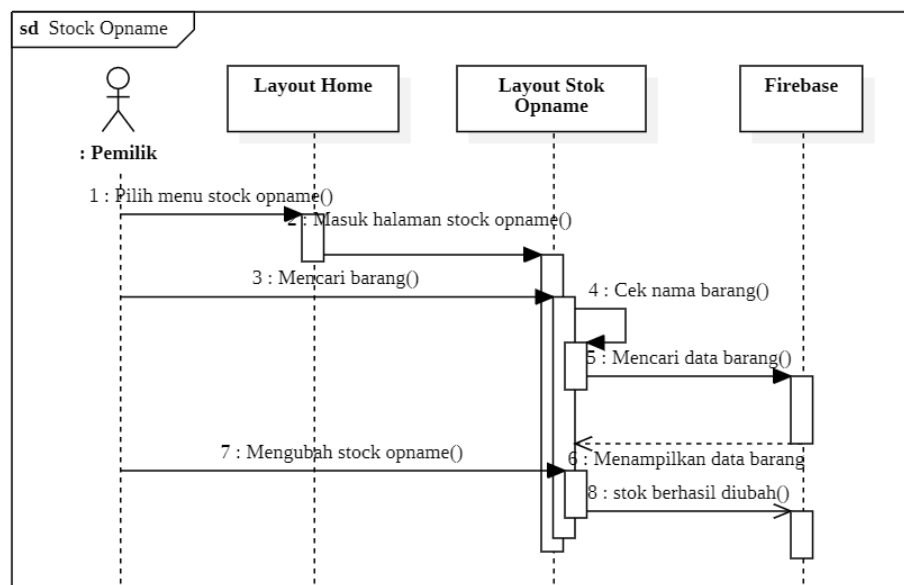 sd Stock Opname
Layout Home
Layout Stok
Opname
Firebase
: Pemilik
1 : Pilih menu stock opname()
2 : Masuk halaman stock opname()
3 : Mencari barang()
4 : Cek nama barang()
5 : Mencari data barang()
7 : Mengubah stock opname()
6 : Menampilkan data barang
8 : stok berhasil diubah()